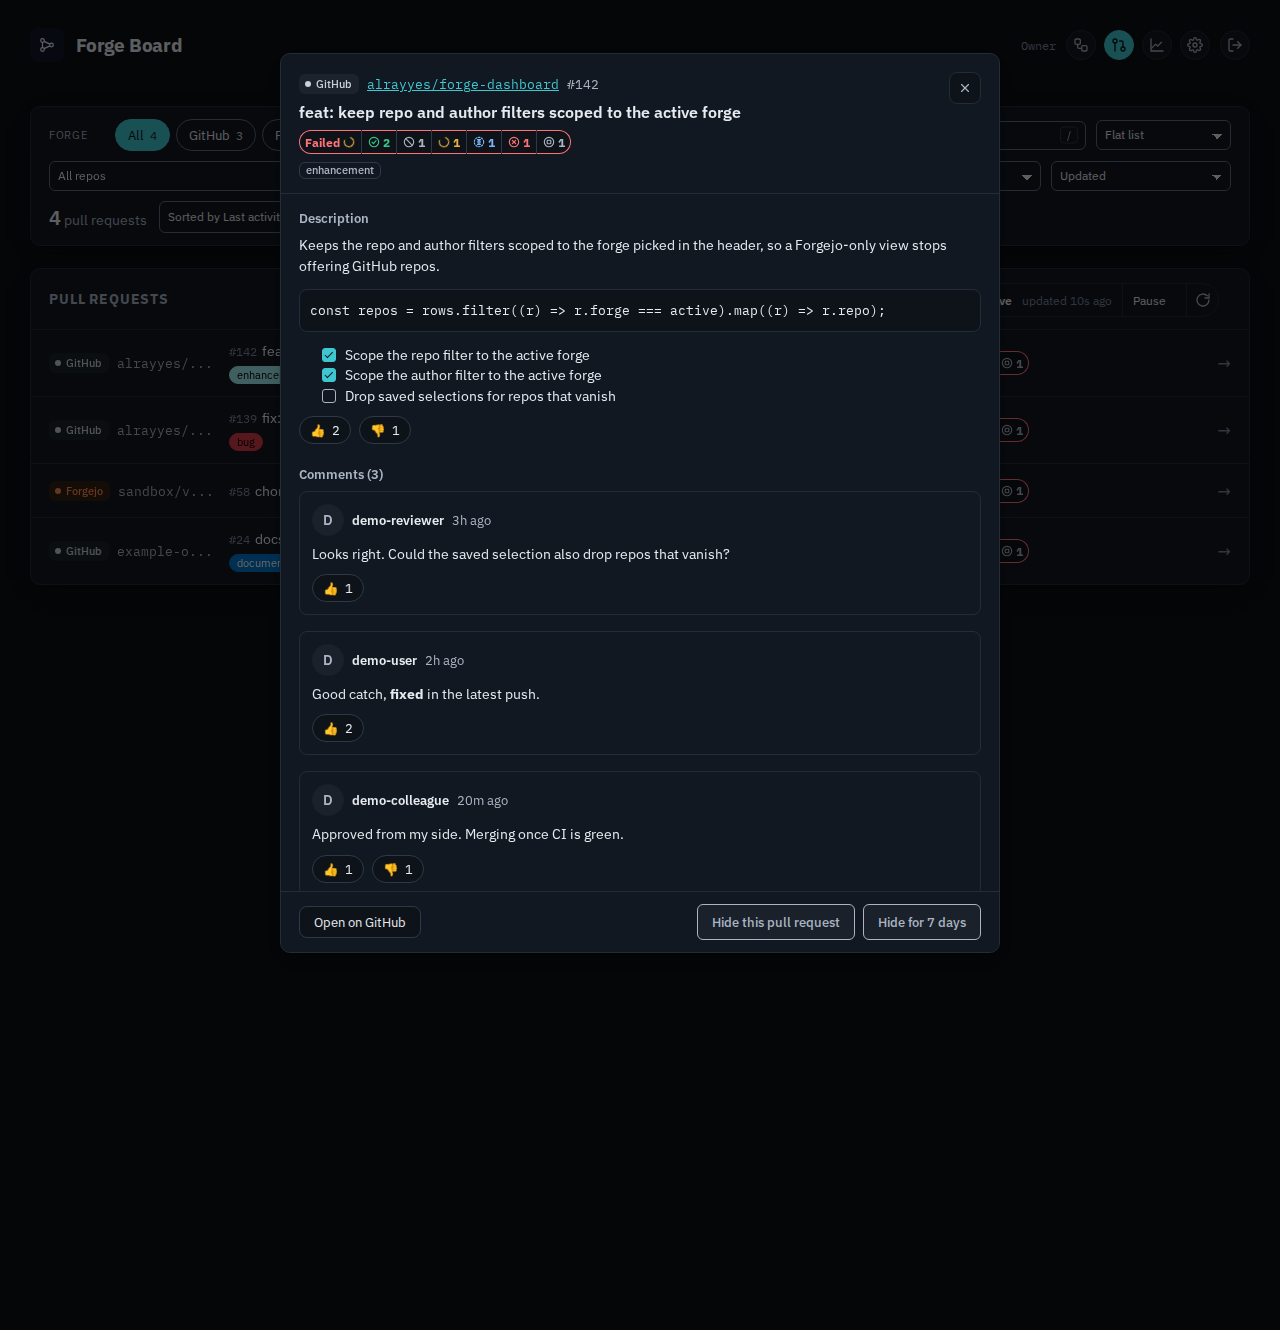 Forge Board
Owner
GitHub alrayyes/forge-dashboard #142
feat: keep repo and author filters scoped to the active forge
Failed 2 1 1 1 1 1
enhancement
FORGE All 4 GitHub 3
/ Flat list
All repos
Updated
4 pull requests Sorted by Last activit
PULL REQUESTS
updated 10s ago Pause
GitHub alrayyes/... #142 fea
enhance
1 →
GitHub alrayyes/... #139 fix:
bug
1 →
Forgejo sandbox/v... #58 chor
1 →
GitHub example-o... #24 docs
documen
1 →
Description
Keeps the repo and author filters scoped to the forge picked in the header, so a Forgejo-only view stops
offering GitHub repos.
const repos = rows.filter((r) => r.forge === active).map((r) => r.repo);
Scope the repo filter to the active forge
Scope the author filter to the active forge
Drop saved selections for repos that vanish
👍 2 👎 1
Comments (3)
D demo-reviewer 3h ago
Looks right. Could the saved selection also drop repos that vanish?
👍 1
D demo-user 2h ago
Good catch, fixed in the latest push.
👍 2
D demo-colleague 20m ago
Approved from my side. Merging once CI is green.
👍 1 👎 1
Open on GitHub Hide this pull request Hide for 7 days